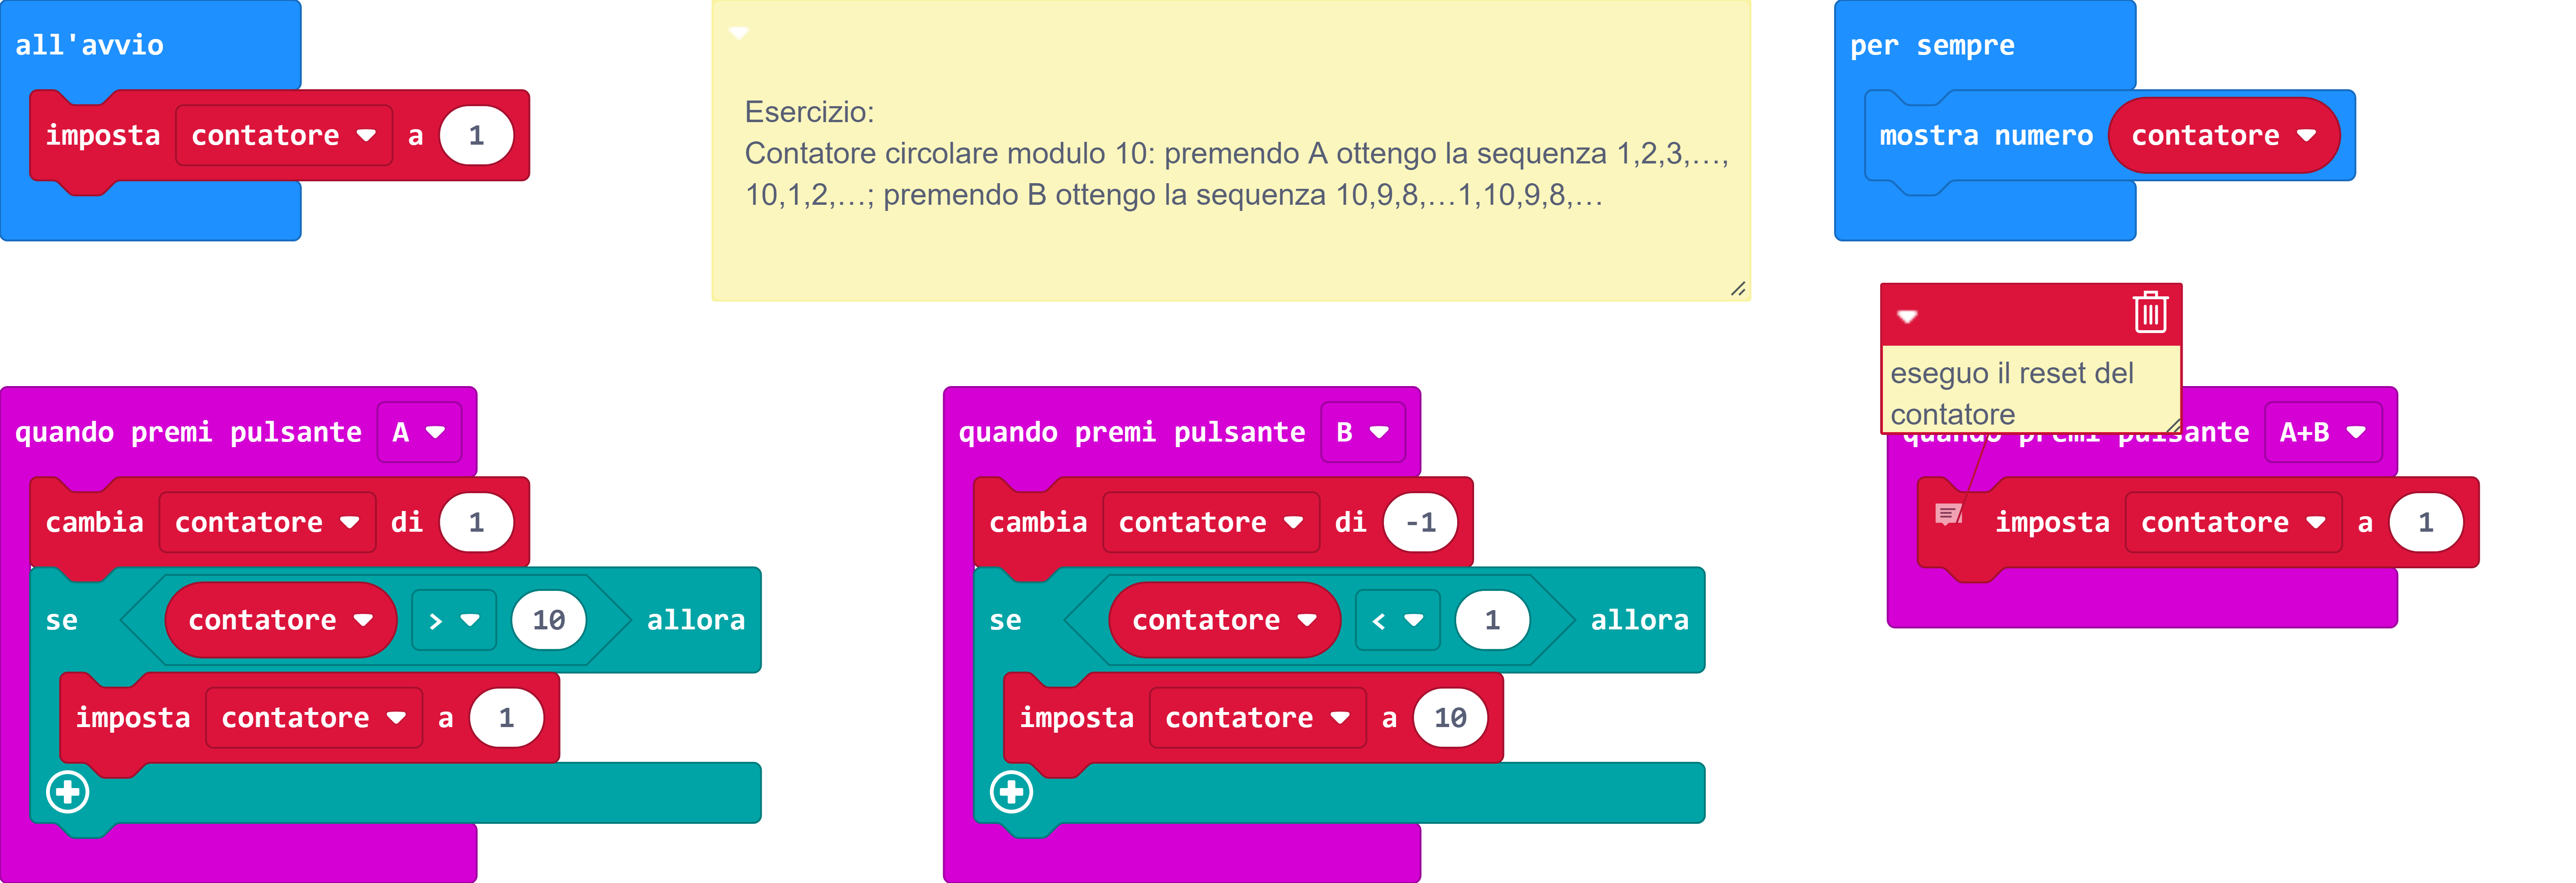 all'avvio
imposta contatore a 1
Esercizio:
Contatore circolare modulo 10: premendo A ottengo la sequenza 1,2,3,…,
10,1,2,…; premendo B ottengo la sequenza 10,9,8,…1,10,9,8,…
per sempre
mostra numero contatore
eseguo il reset del
contatore
quando premi pulsante A
cambia contatore di 1
se contatore > 10 allora
imposta contatore a 1
quando premi pulsante B
cambia contatore di -1
se contatore < 1 allora
imposta contatore a 10
quando premi pulsante A+B
imposta contatore a 1